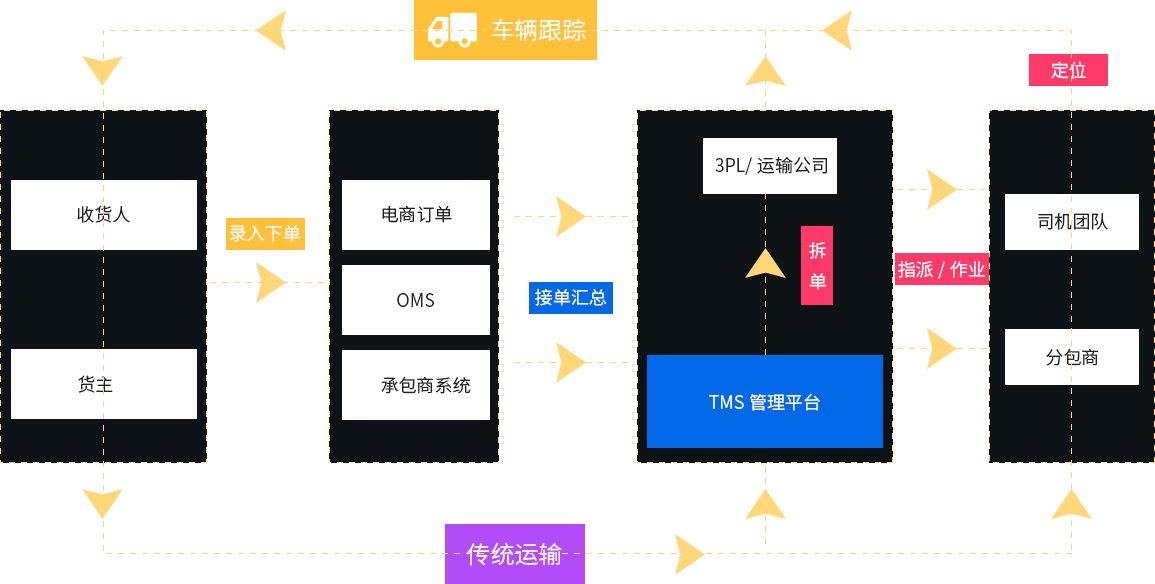 车辆跟踪
定位
收货人
货主
录入下单
电商订单
OMS
承包商系统
接单汇总
3PL/ 运输公司
拆
单
TMS 管理平台
指派 / 作业
司机团队
分包商
传统运输